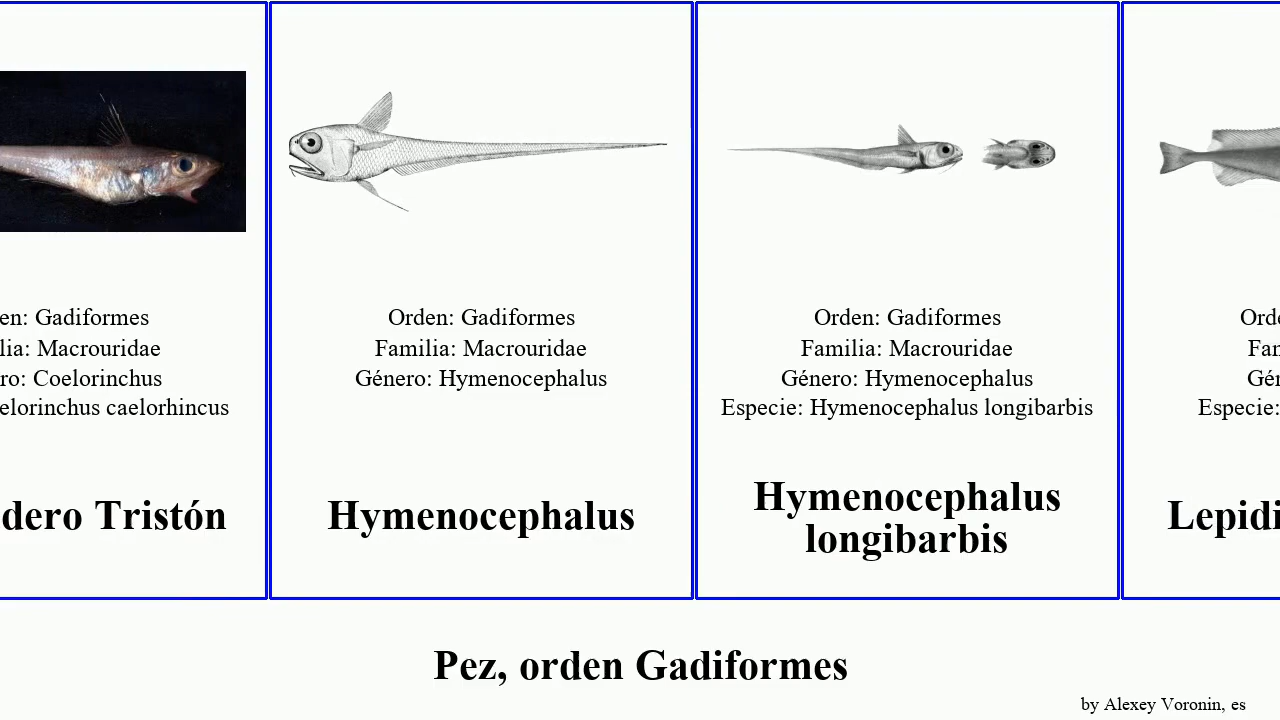 en: Gadiformes
lia: Macrouridae
ro: Coelorinchus
elorinchus caelorhincus
dero Tristón
Orden: Gadiformes
Familia: Macrouridae
Género: Hymenocephalus
Hymenocephalus
Orden: Gadiformes
Familia: Macrouridae
Género: Hymenocephalus
Especie: Hymenocephalus longibarbis
Hymenocephalus
longibarbis
Orde
Fam
Gén
Especie:
Lepidi
Pez, orden Gadiformes
by Alexey Voronin, es